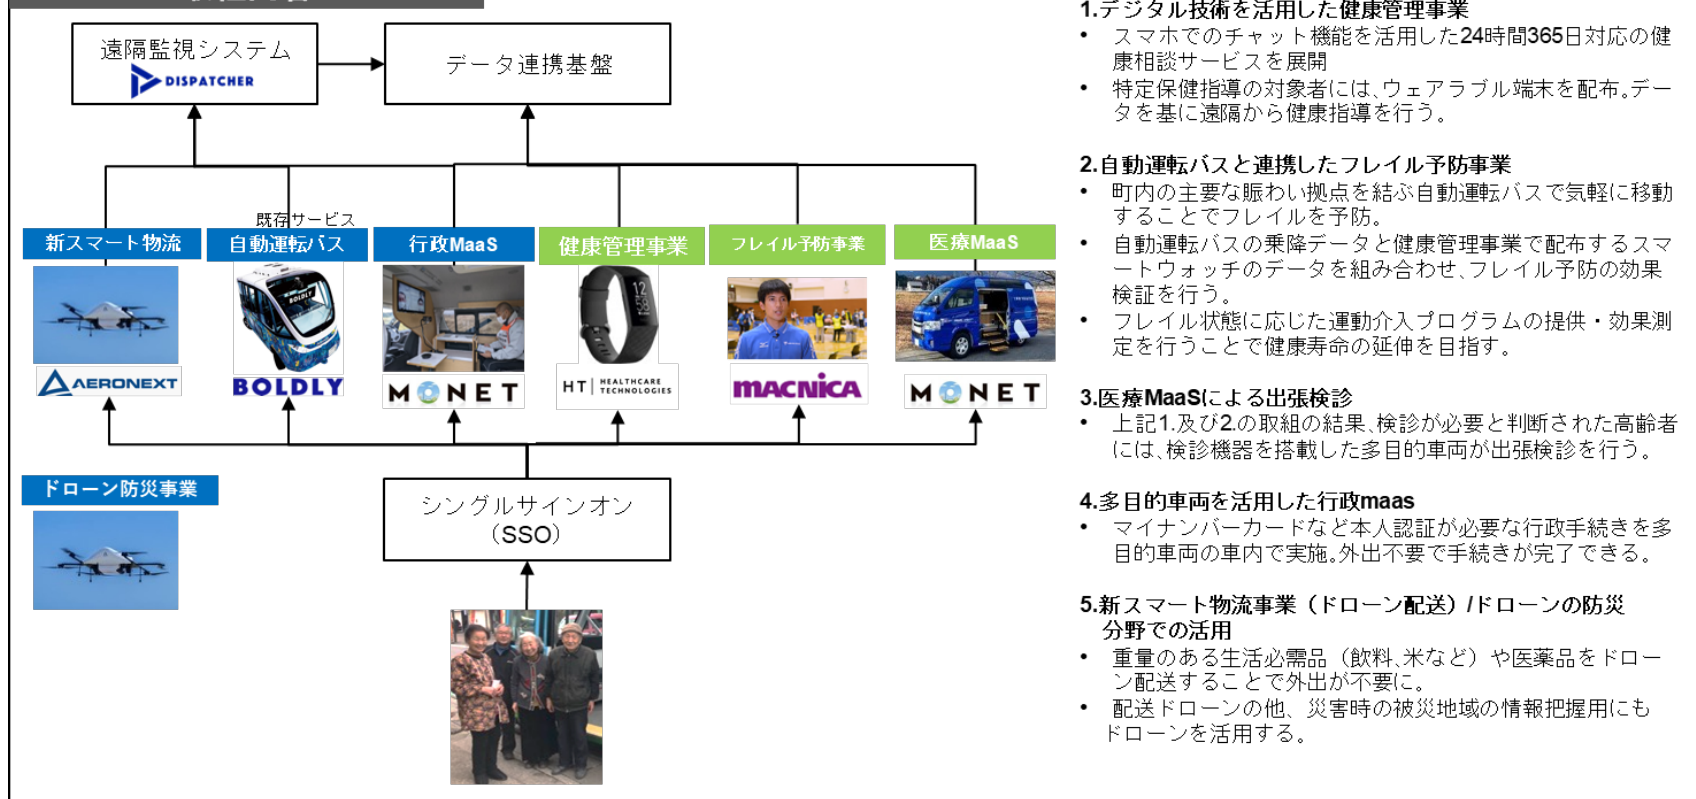 遠隔監視システム
DISPATCHER
データ連携基盤
既存サービス
新スマート物流
自動運転バス
行政MaaS
健康管理事業
フレイル予防事業
医療MaaS
BOLDLY
AERONEXT
BOLDLY
MONET
HT HEALTHCARE
TECHNOLOGIES
MACNICA
MONET
ドローン防災事業
シングルサインオン
（SSO）
1.デジタル技術を活用した健康管理事業
• スマホでのチャット機能を活用した24時間365日対応の健
康相談サービスを展開
• 特定保健指導の対象者には、ウェアラブル端末を配布。デー
タを基に遠隔から健康指導を行う。
2.自動運転バスと連携したフレイル予防事業
• 町内の主要な賑わい拠点を結ぶ自動運転バスで気軽に移動
することでフレイルを予防。
• 自動運転バスの乗降データと健康管理事業で配布するスマ
ートウォッチのデータを組み合わせ、フレイル予防の効果
検証を行う。
• フレイル状態に応じた運動介入プログラムの提供・効果測
定を行うことで健康寿命の延伸を目指す。
3.医療MaaSによる出張検診
• 上記1.及び2.の取組の結果、検診が必要と判断された高齢者
には、検診機器を搭載した多目的車両が出張検診を行う。
4.多目的車両を活用した行政maas
• マイナンバーカードなど本人認証が必要な行政手続きを多
目的車両の車内で実施。外出不要で手続きが完了できる。
5.新スマート物流事業（ドローン配送）/ドローンの防災
分野での活用
• 重量のある生活必需品（飲料、米など）や医薬品をドロー
ン配送することで外出が不要に。
• 配送ドローンの他、災害時の被災地域の情報把握用にも
ドローンを活用する。